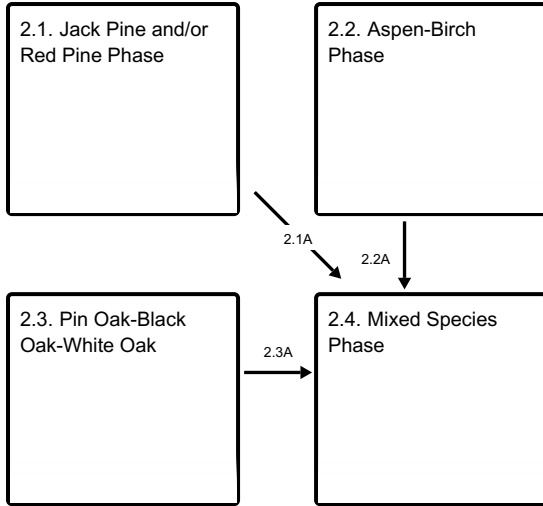 2.1. Jack Pine and/or
Red Pine Phase
2.2. Aspen-Birch
Phase
2.1A
2.2A
2.3. Pin Oak-Black
Oak-White Oak
2.3A
2.4. Mixed Species
Phase